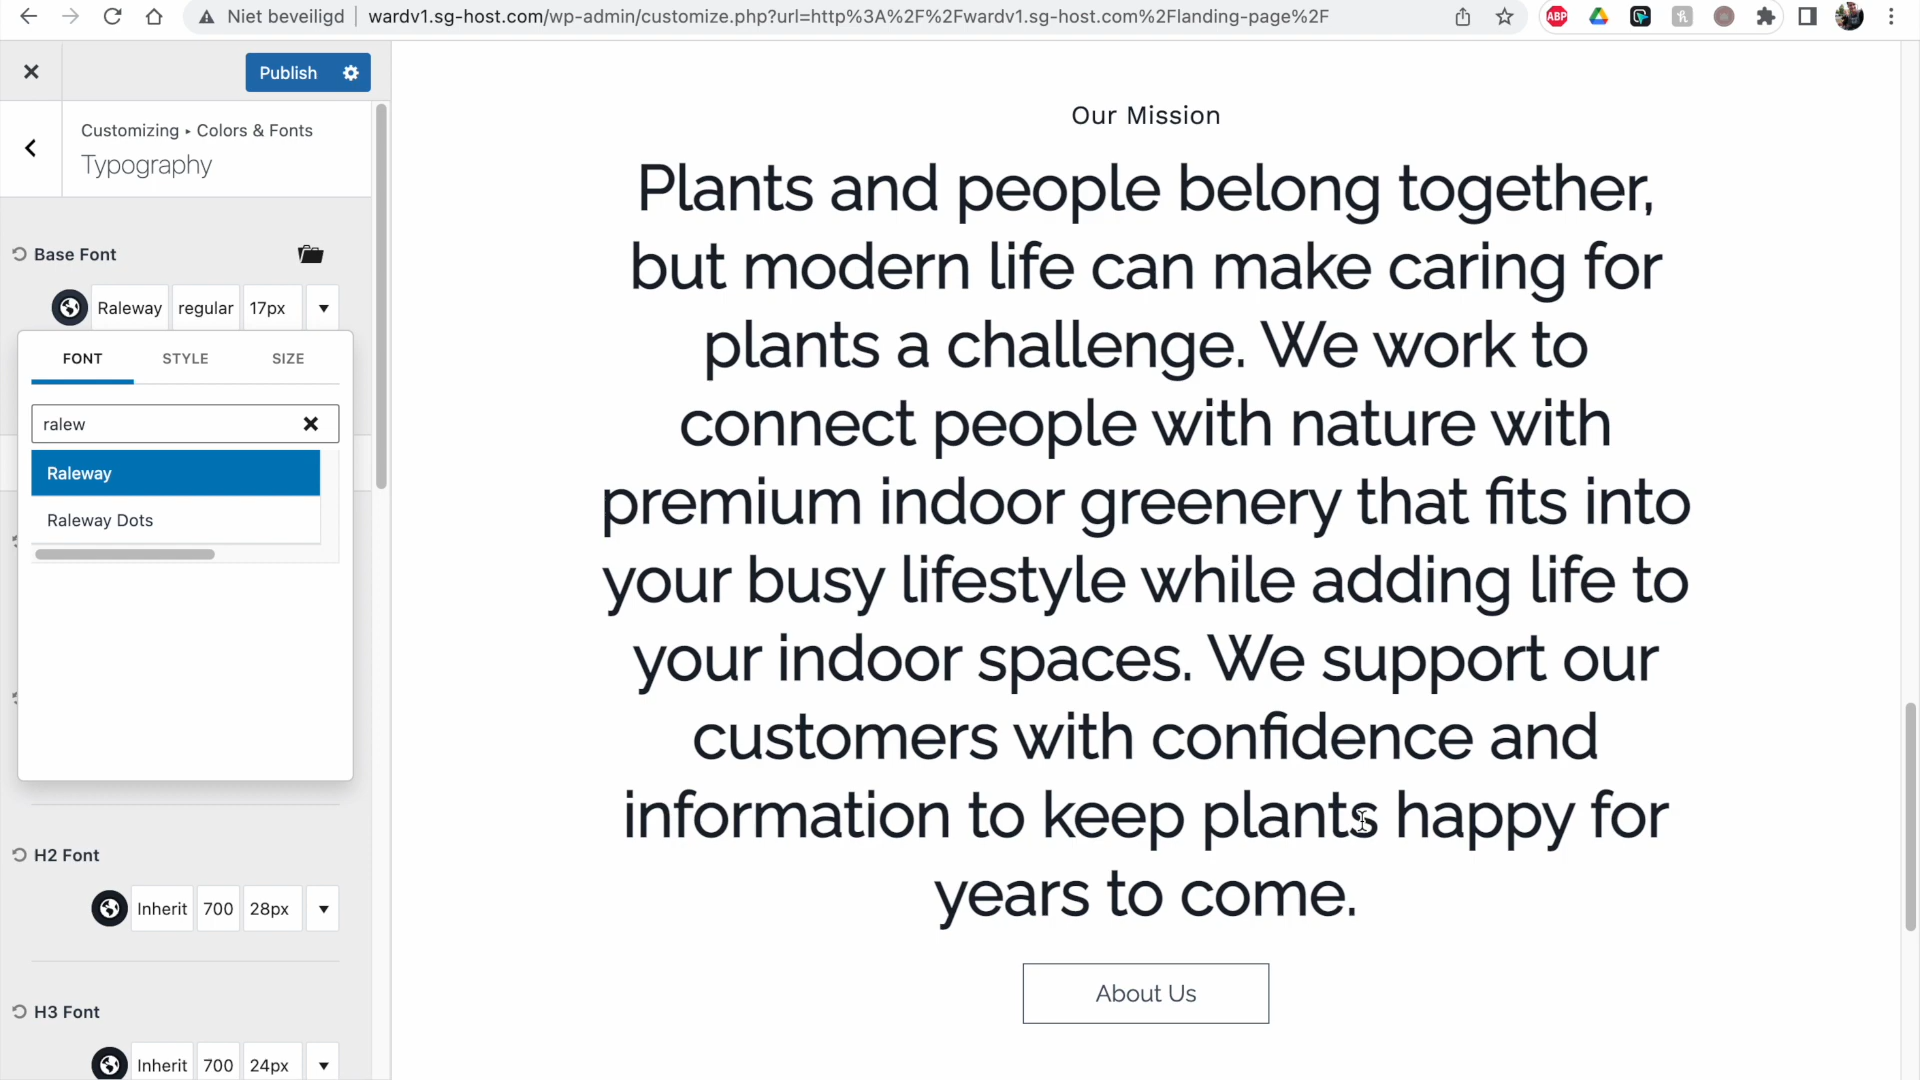 Niet beveiligd
wardv1.sg-host.com/wp-admin/customize.php?url=http%3A%2F%2Fwardv1.sg-host.com%2Flanding-page%2F
ABP
Publish
Customizing ▸ Colors & Fonts
Typography
Base Font
Raleway regular 17px
FONT STYLE SIZE
ralew
Raleway
Raleway Dots
H2 Font
Inherit 700 28px
H3 Font
Inherit 700 24px
Our Mission
Plants and people belong together,
but modern life can make caring for
plants a challenge. We work to
connect people with nature with
premium indoor greenery that fits into
your busy lifestyle while adding life to
your indoor spaces. We support our
customers with confidence and
information to keep plants happy for
years to come.
About Us